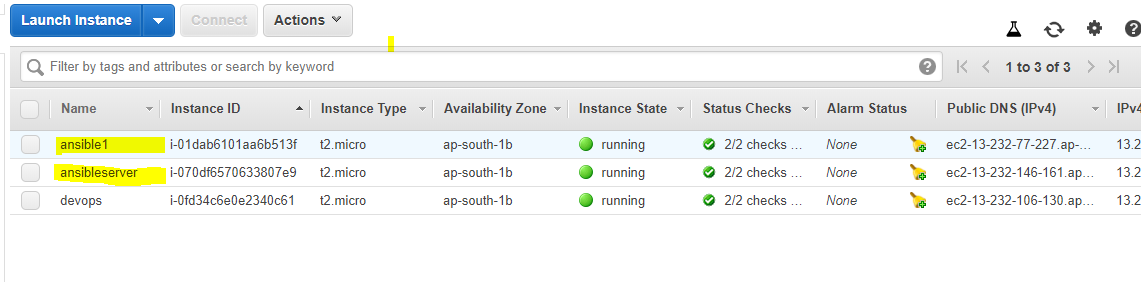 Launch Instance Connect Actions
Filter by tags and attributes or search by keyword 1 to 3 of 3
Name Instance ID Instance Type Availability Zone Instance State Status Checks Alarm Status Public DNS (IPv4) IPv4
ansible1 i-01dab6101aa6b513f t2.micro ap-south-1b running 2/2 checks ... None ec2-13-232-77-227.ap-... 13.2
ansibleserver i-070df6570633807e9 t2.micro ap-south-1b running 2/2 checks ... None ec2-13-232-146-161.ap... 13.2
devops i-0fd34c6e0e2340c61 t2.micro ap-south-1b running 2/2 checks ... None ec2-13-232-106-130.ap... 13.2